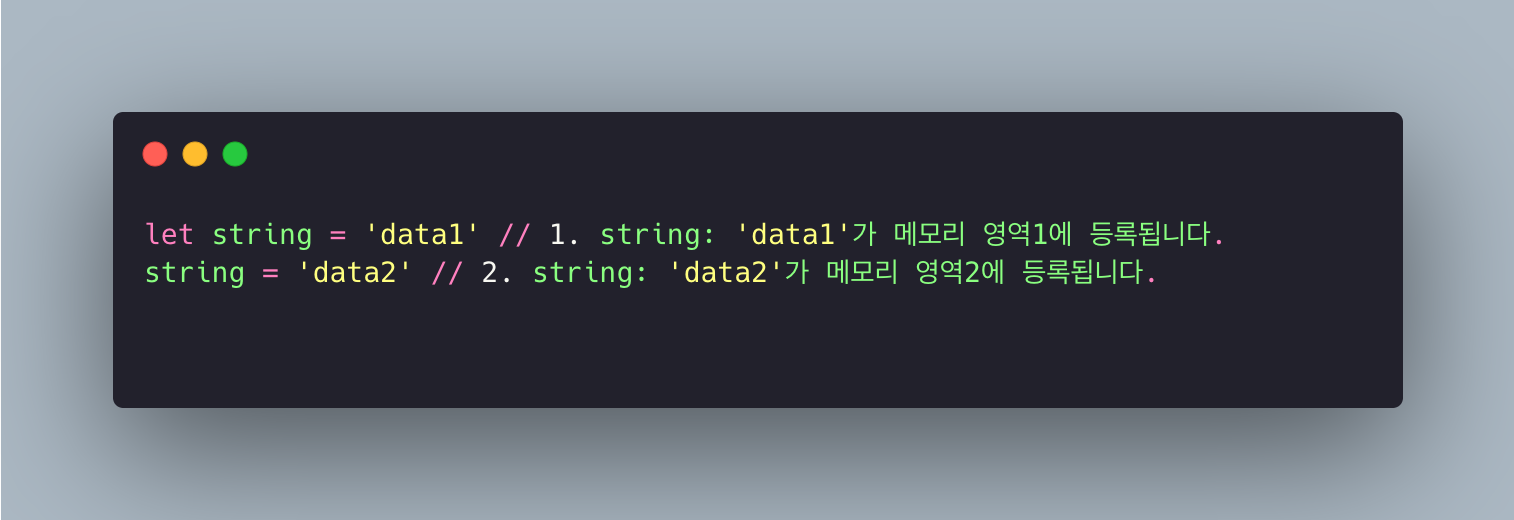 let string = 'data1' // 1. string: 'data1'가 메모리 영역1에 등록됩니다.
string = 'data2' // 2. string: 'data2'가 메모리 영역2에 등록됩니다.